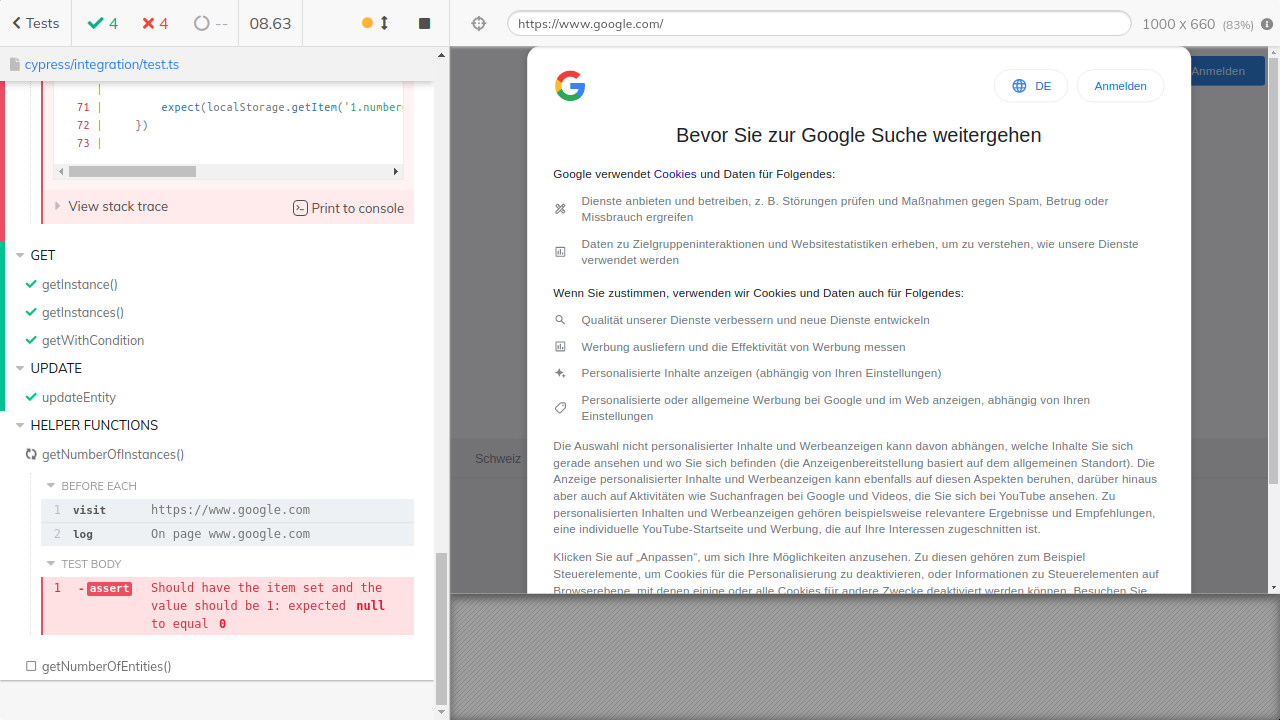 Tests
4
4
--
08.63
https://www.google.com/
1000 x 660 (83%)
cypress/integration/test.ts
|
71 | expect(localStorage.getItem('1.number
72 | })
73 |
View stack trace
Print to console
GET
getInstance()
getInstances()
getWithCondition
UPDATE
updateEntity
HELPER FUNCTIONS
getNumberOfInstances()
BEFORE EACH
1 visit https://www.google.com
2 log On page www.google.com
TEST BODY
1 -assert Should have the item set and the
value should be 1: expected null
to equal 0
getNumberOfEntities()
Anmelden
DE
Anmelden
Bevor Sie zur Google Suche weitergehen
Google verwendet Cookies und Daten für Folgendes:
Dienste anbieten und betreiben, z. B. Störungen prüfen und Maßnahmen gegen Spam, Betrug oder
Missbrauch ergreifen
Daten zu Zielgruppeninteraktionen und Websitestatistiken erheben, um zu verstehen, wie unsere Dienste
verwendet werden
Wenn Sie zustimmen, verwenden wir Cookies und Daten auch für Folgendes:
Qualität unserer Dienste verbessern und neue Dienste entwickeln
Werbung ausliefern und die Effektivität von Werbung messen
Personalisierte Inhalte anzeigen (abhängig von Ihren Einstellungen)
Personalisierte oder allgemeine Werbung bei Google und im Web anzeigen, abhängig von Ihren
Einstellungen
Die Auswahl nicht personalisierter Inhalte und Werbeanzeigen kann davon abhängen, welche Inhalte Sie sich
Schweiz
gerade ansehen und wo Sie sich befinden (die Anzeigenbereitstellung basiert auf dem allgemeinen Standort). Die
Anzeige personalisierter Inhalte und Werbeanzeigen kann ebenfalls auf diesen Aspekten beruhen, darüber hinaus
aber auch auf Aktivitäten wie Suchanfragen bei Google und Videos, die Sie sich bei YouTube ansehen. Zu
personalisierten Inhalten und Werbeanzeigen gehören beispielsweise relevantere Ergebnisse und Empfehlungen,
eine individuelle YouTube-Startseite und Werbung, die auf Ihre Interessen zugeschnitten ist.
Klicken Sie auf „Anpassen“, um sich Ihre Möglichkeiten anzusehen. Zu diesen gehören zum Beispiel
Steuerelemente, um Cookies für die Personalisierung zu deaktivieren, oder Informationen zu Steuerelementen auf
Browserebene, mit denen einige oder alle Cookies für andere Zwecke deaktiviert werden können. Besuchen Sie